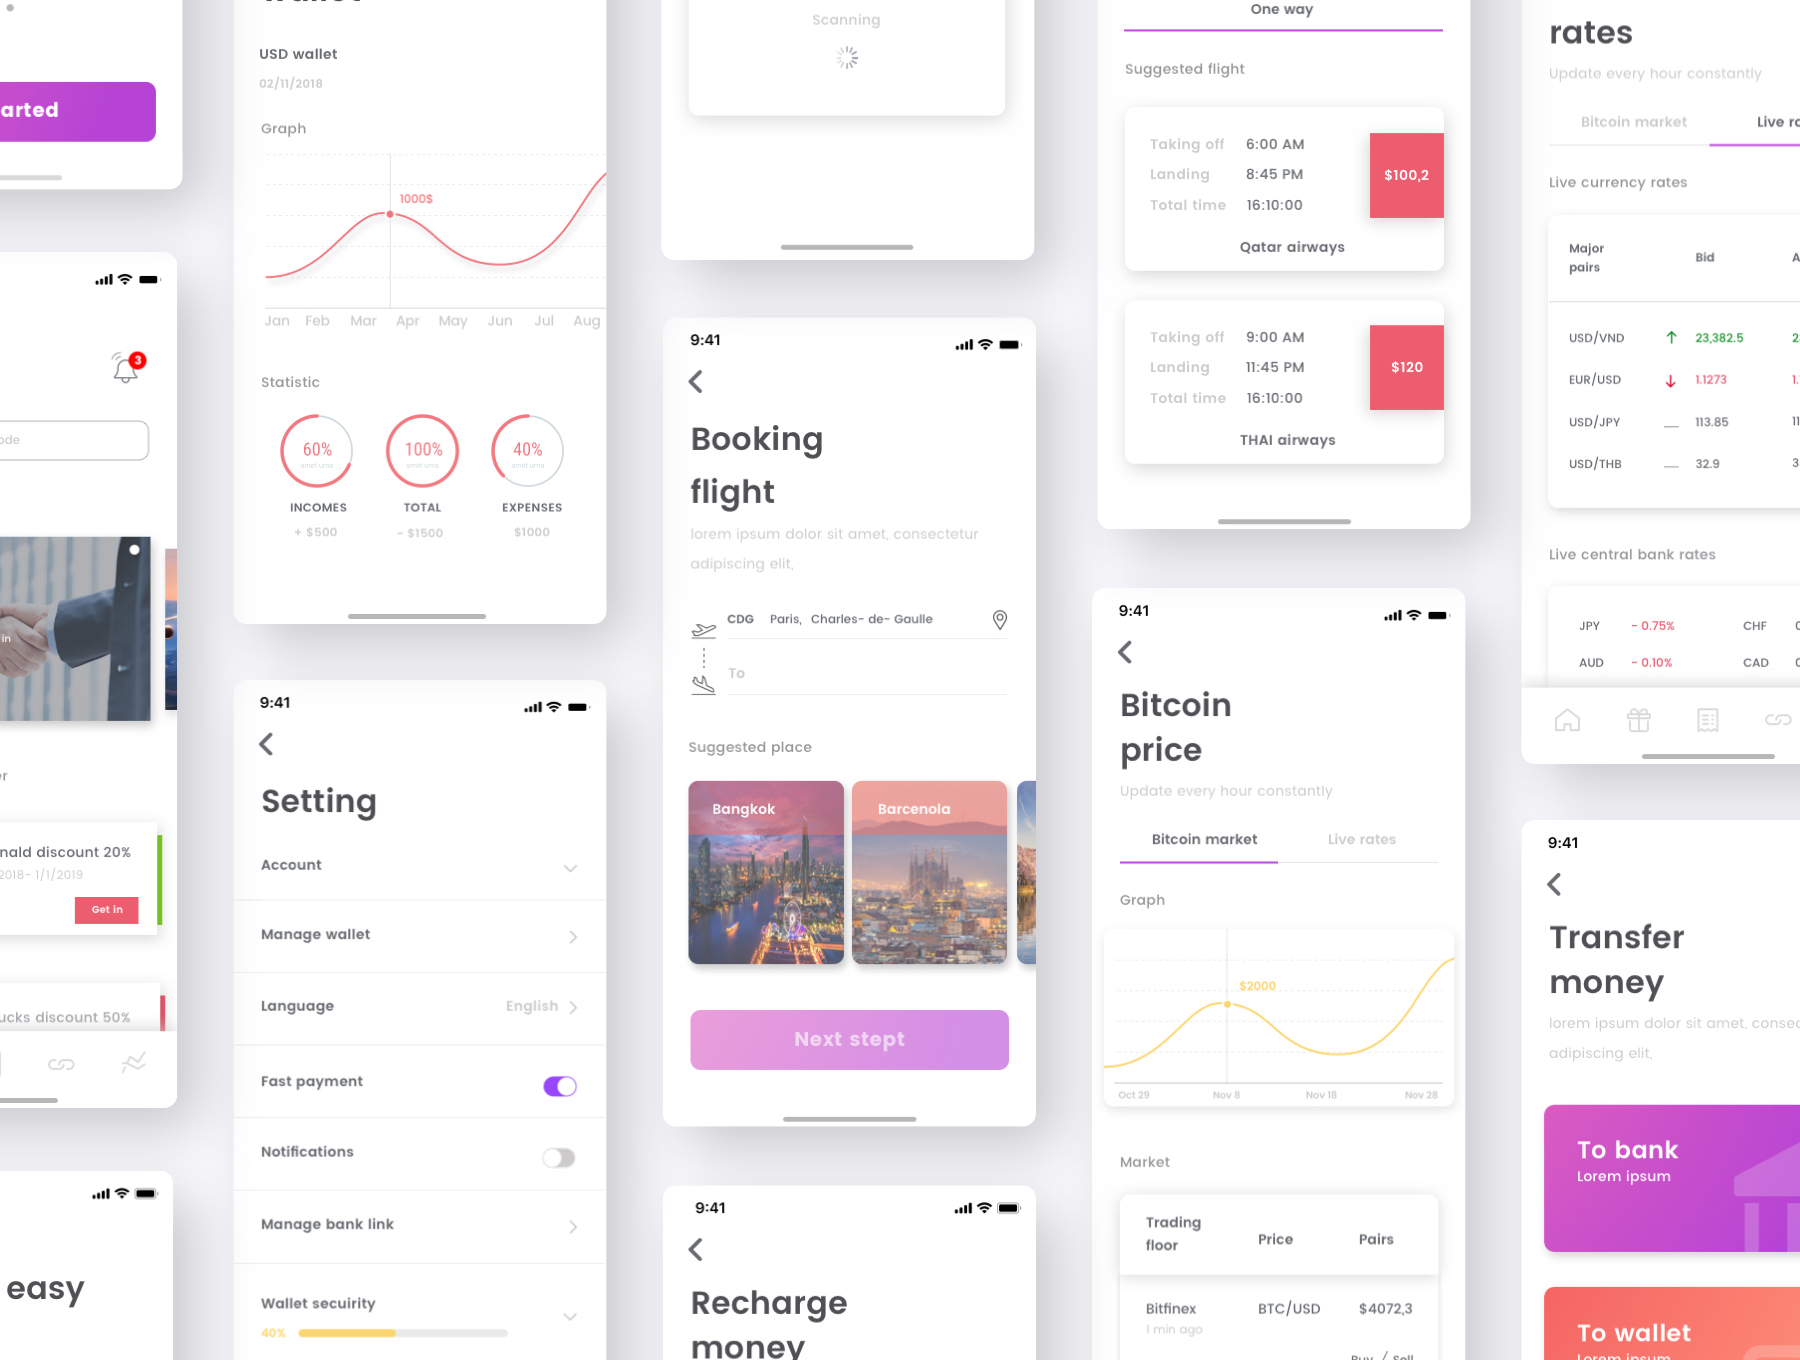 arted
3
ode
in
er
nald discount 20%
2018- 1/1/2019
Get in
ucks discount 50%
easy
wallet
USD wallet
02/11/2018
Graph
1000$
Jan Feb Mar Apr May Jun Jul Aug
Statistic
60% 100% 40%
amet urna amet urna amet urna
INCOMES TOTAL EXPENSES
+ $500 - $1500 $1000
9:41
Setting
Account
Manage wallet
Language English
Fast payment
Notifications
Manage bank link
Wallet secuirity
40%
Scanning
9:41
Booking
flight
lorem ipsum dolor sit amet, consectetur
adipiscing elit,
CDG Paris, Charles- de- Gaulle
To
Suggested place
Bangkok Barcenola
Next stept
9:41
Recharge
money
One way
Suggested flight
Taking off 6:00 AM
Landing 8:45 PM
Total time 16:10:00
$100,2
Qatar airways
Taking off 9:00 AM
Landing 11:45 PM
Total time 16:10:00
$120
THAI airways
9:41
Bitcoin
price
Update every hour constantly
Bitcoin market Live rates
Graph
$2000
Oct 29 Nov 8 Nov 18 Nov 28
Market
Trading
floor Price Pairs
Bitfinex BTC/USD $4072,3
1 min ago
Buy / Sell
rates
Update every hour constantly
Bitcoin market Live ra
Live currency rates
Major
pairs Bid A
USD/VND 23,382.5 2
EUR/USD 1.1273 1.
USD/JPY 113.85 11
USD/THB 32.9 3
Live central bank rates
JPY - 0.75% CHF 0
AUD - 0.10% CAD 0
9:41
Transfer
money
lorem ipsum dolor sit amet, consec
adipiscing elit,
To bank
Lorem ipsum
To wallet
Lorem ipsum